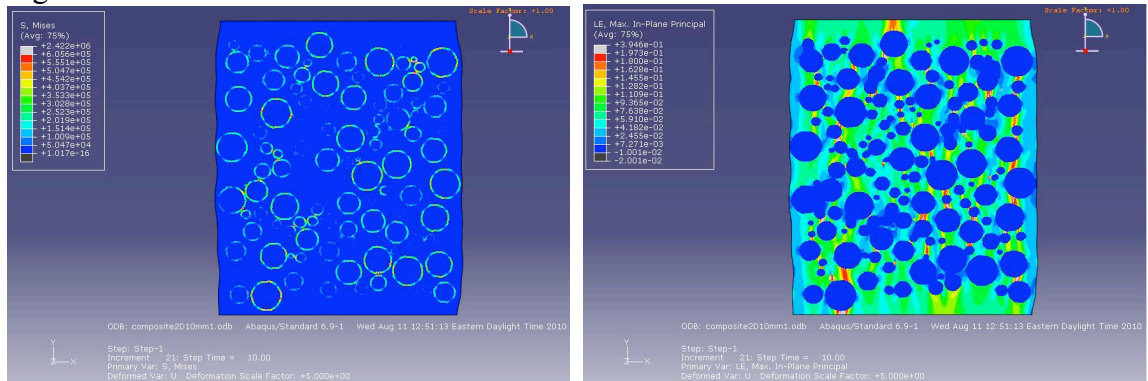 Scale Factor: +1.00
S, Mises
(Avg: 75%)
+2.422e+06
+6.056e+05
+5.551e+05
+5.047e+05
+4.542e+05
+4.037e+05
+3.533e+05
+3.028e+05
+2.523e+05
+2.019e+05
+1.514e+05
+1.009e+05
+5.047e+04
+1.017e-16
X
ODB: composite2D10mm1.odb Abaqus/Standard 6.9-1 Wed Aug 11 12:51:13 Eastern Daylight Time 2010
Y
Z X
Step: Step-1
Increment 21: Step Time = 10.00
Primary Var: S, Mises
Deformed Var: U Deformation Scale Factor: +5.000e+00
Scale Factor: +1.00
LE, Max. In-Plane Principal
(Avg: 75%)
+3.946e-01
+1.973e-01
+1.800e-01
+1.628e-01
+1.455e-01
+1.282e-01
+1.109e-01
+9.365e-02
+7.638e-02
+5.910e-02
+4.182e-02
+2.455e-02
+7.271e-03
-1.001e-02
-2.001e-02
X
ODB: composite2D10mm1.odb Abaqus/Standard 6.9-1 Wed Aug 11 12:51:13 Eastern Daylight Time 2010
Y
Z X
Step: Step-1
Increment 21: Step Time = 10.00
Primary Var: LE, Max. In-Plane Principal
Deformed Var: U Deformation Scale Factor: +5.000e+00